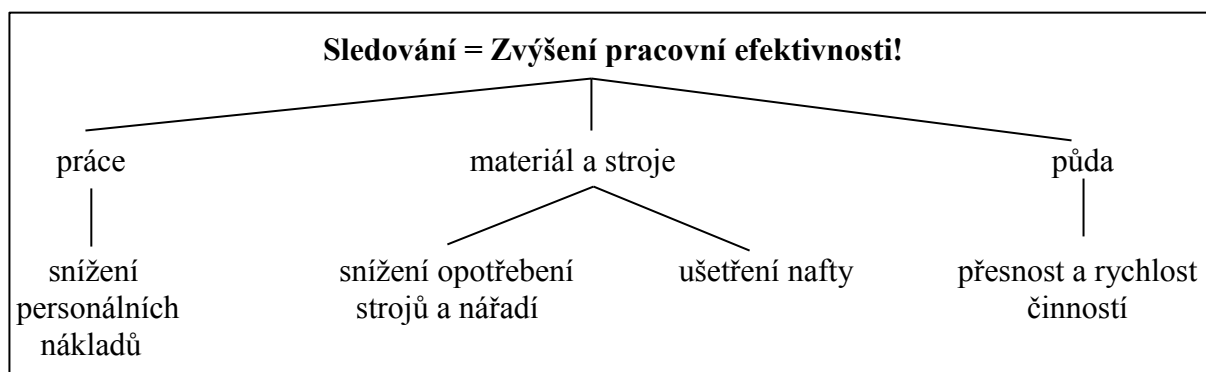 Sledování = Zvýšení pracovní efektivnosti!
práce
materiál a stroje
půda
snížení
personálních
nákladů
snížení opotřebení
strojů a nářadí
ušetření nafty
přesnost a rychlost
činností